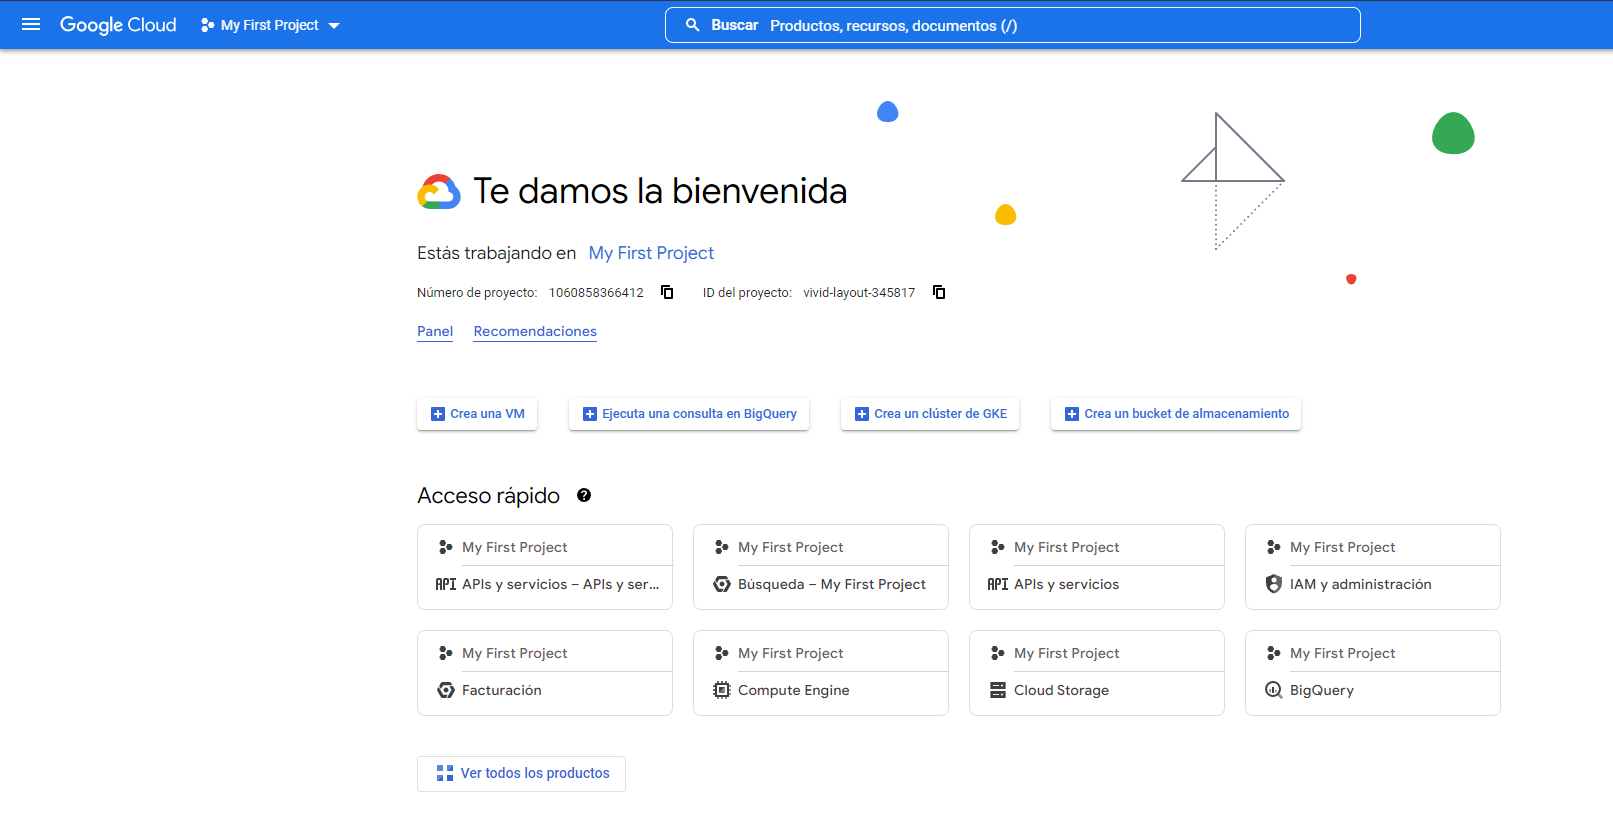 Google Cloud My First Project Buscar Productos, recursos, documentos (/)
Te damos la bienvenida
Estás trabajando en My First Project
Número de proyecto: 1060858366412 ID del proyecto: vivid-layout-345817
Panel Recomendaciones
Crea una VM Ejecuta una consulta en BigQuery Crea un clúster de GKE Crea un bucket de almacenamiento
Acceso rápido ?
My First Project My First Project My First Project My First Project
API APIs y servicios – APIs y ser... Búsqueda – My First Project API APIs y servicios IAM y administración
My First Project My First Project My First Project My First Project
Facturación Compute Engine Cloud Storage BigQuery
Ver todos los productos